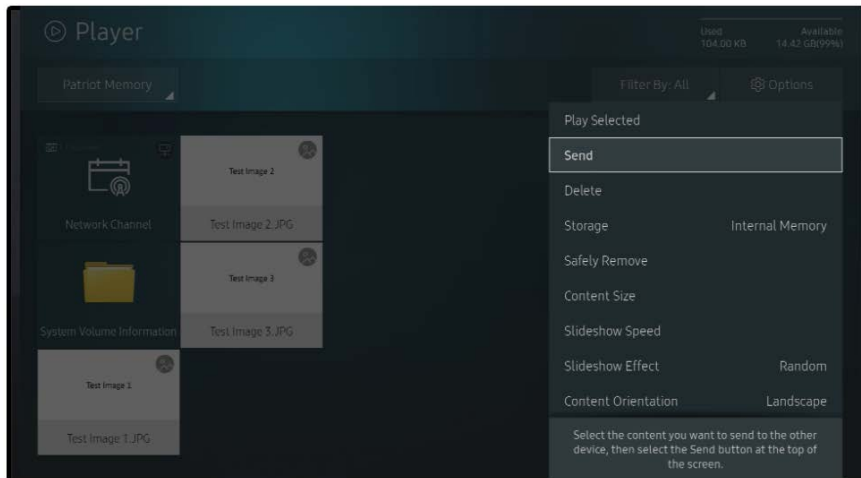 Player
Used
104.00 KB
Available
14.42 GB(99%)
Patriot Memory
Filter By: All
Options
Network Channel
Test Image 2
Test Image 2.JPG
System Volume Information
Test Image 3
Test Image 3.JPG
Test Image 1
Test Image 1.JPG
Play Selected
Send
Delete
Storage Internal Memory
Safely Remove
Content Size
Slideshow Speed
Slideshow Effect Random
Content Orientation Landscape
Select the content you want to send to the other
device, then select the Send button at the top of
the screen.